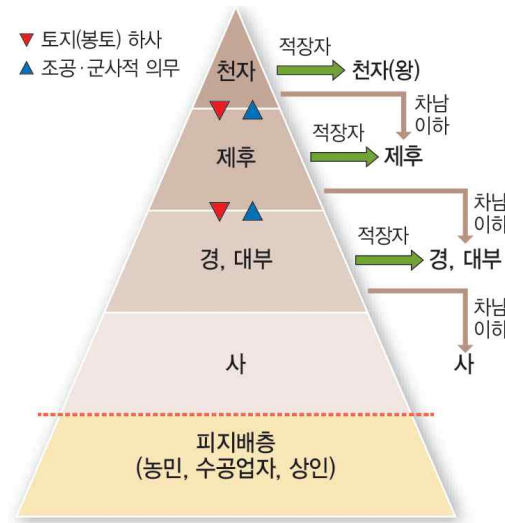 ▼ 토지(봉토) 하사
▲ 조공·군사적 의무
천자
적장자
천자(왕)
차남
이하
제후
적장자
제후
차남
이하
경, 대부
적장자
경, 대부
차남
이하
사
사
피지배층
(농민, 수공업자, 상인)